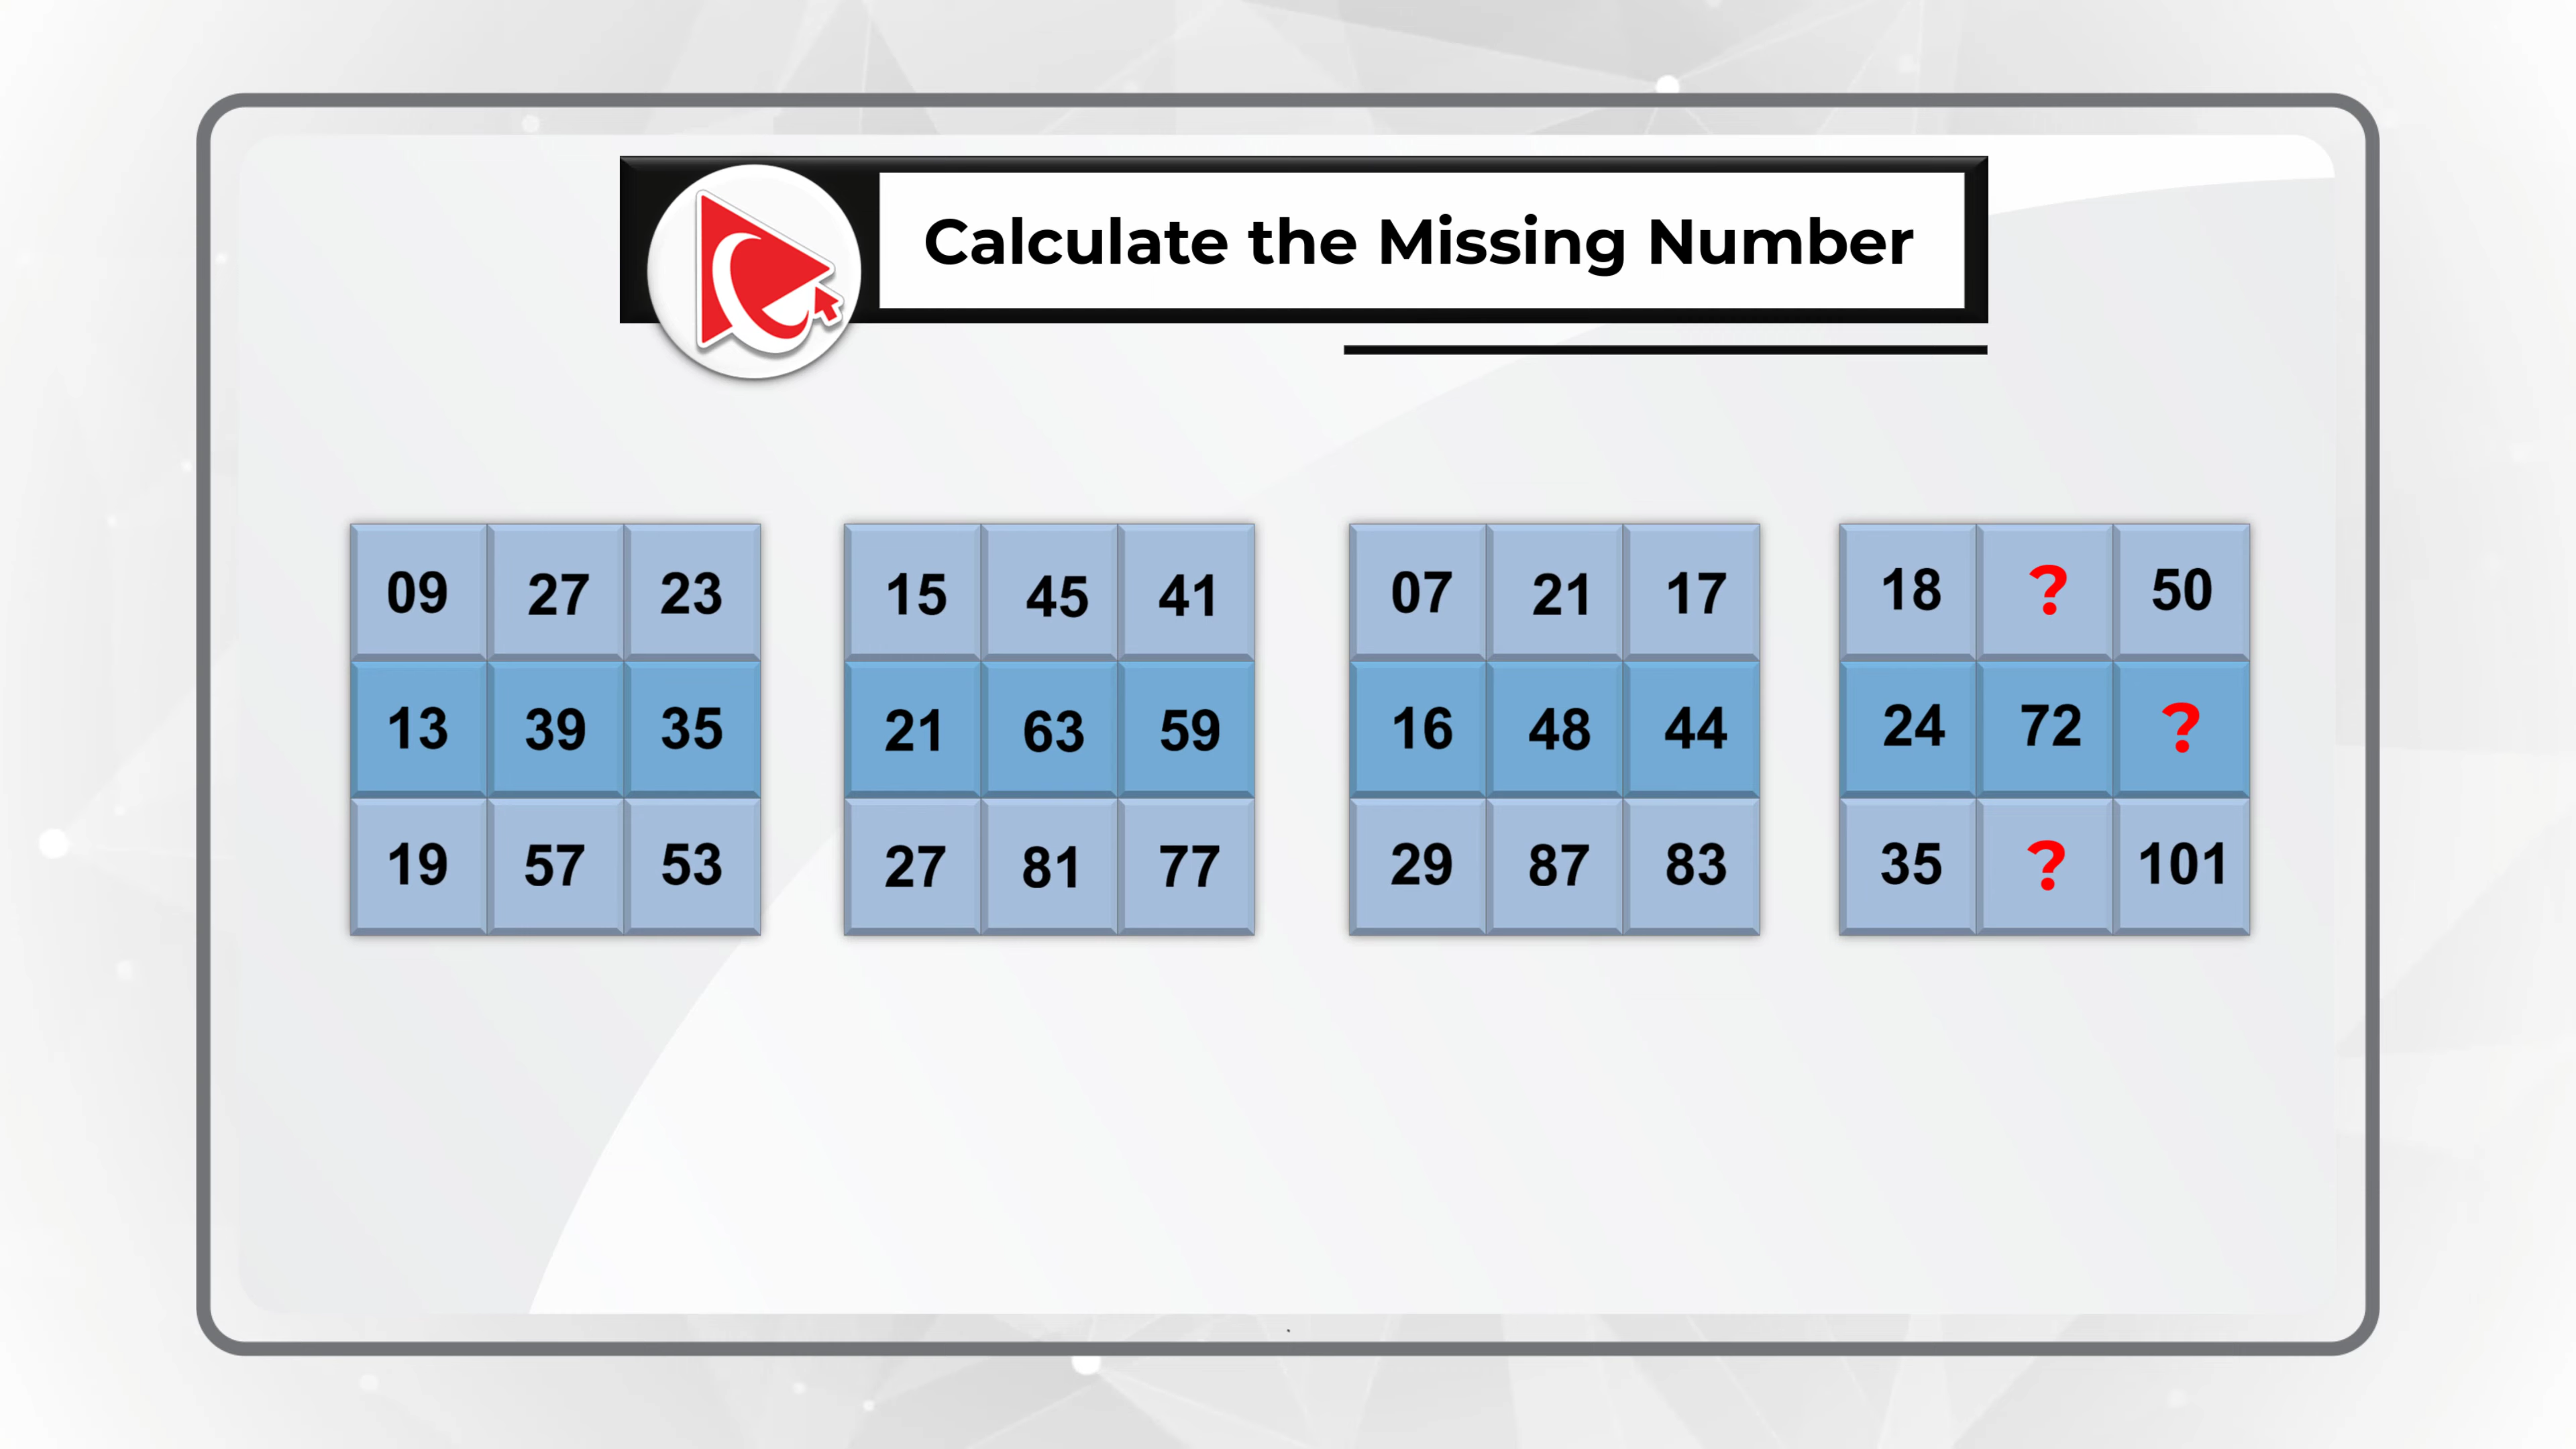 Calculate the Missing Number
09 27 23
13 39 35
19 57 53
15 45 41
21 63 59
27 81 77
07 21 17
16 48 44
29 87 83
18 ? 50
24 72 ?
35 ? 101